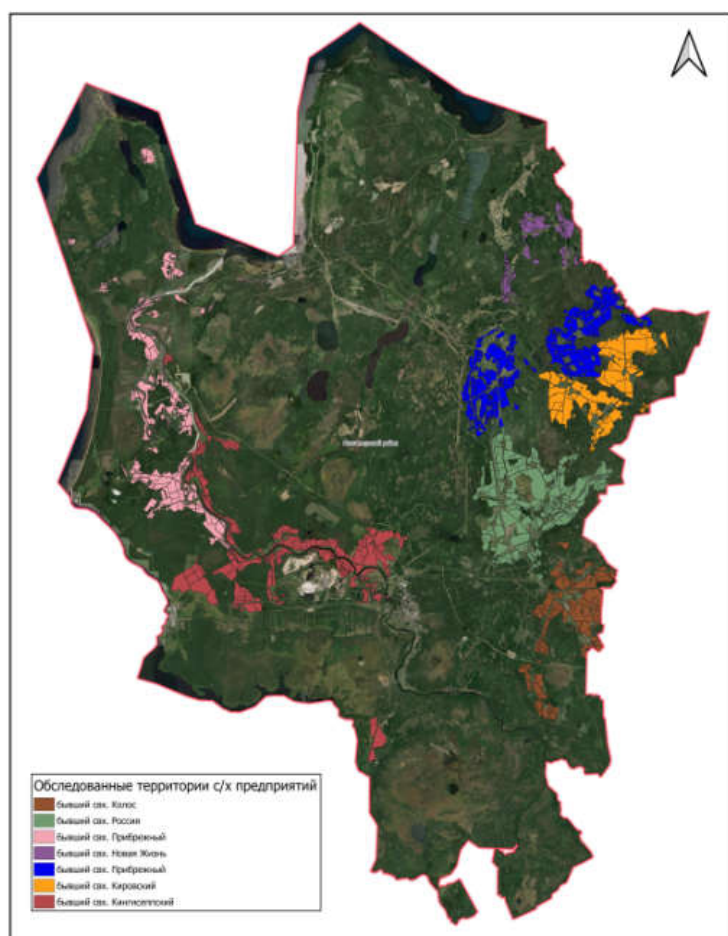 Обследованные территории с/х предприятий
бывший свх. Колос
бывший свх. Россия
бывший свх. Прибрежный
бывший свх. Новая Жизнь
бывший свх. Прибрежный
бывший свх. Кировский
бывший свх. Кингисеппский